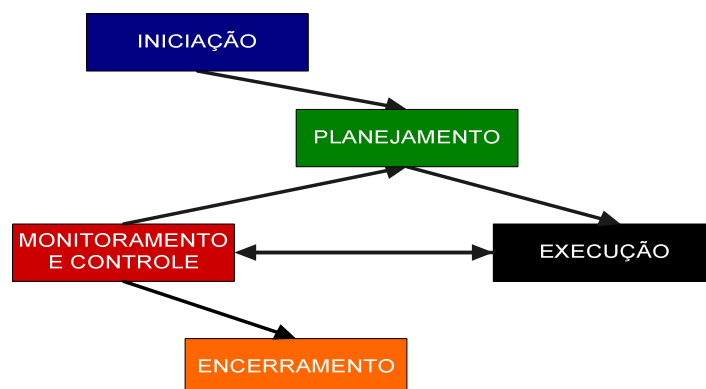 INICIAÇÃO
PLANEJAMENTO
MONITORAMENTO
E CONTROLE
EXECUÇÃO
ENCERRAMENTO